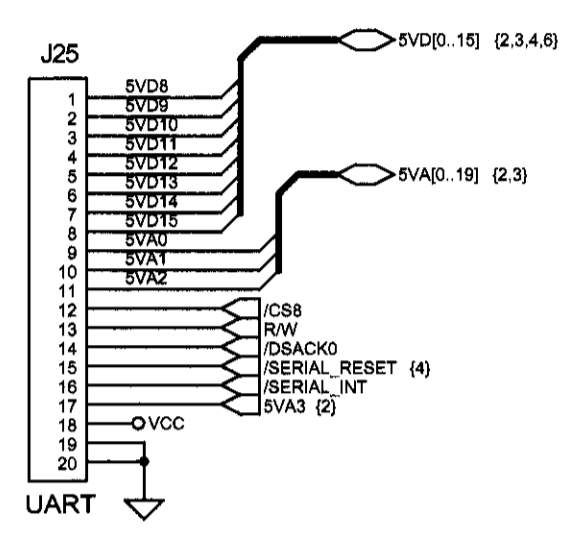 5VD[0..15] {2,3,4,6}
J25
5VD8
1
5VD9
2
5VD10
3
5VD11
4
5VD12
5
5VD13
6
5VD14
7
5VD15
8
5VA[0..19] {2,3}
5VA0
9
5VA1
10
5VA2
11
12 /CS8
13 R/W
14 /DSACK0
15 /SERIAL_RESET {4}
16 /SERIAL_INT
17 5VA3 {2}
18 VCC
19
20
UART